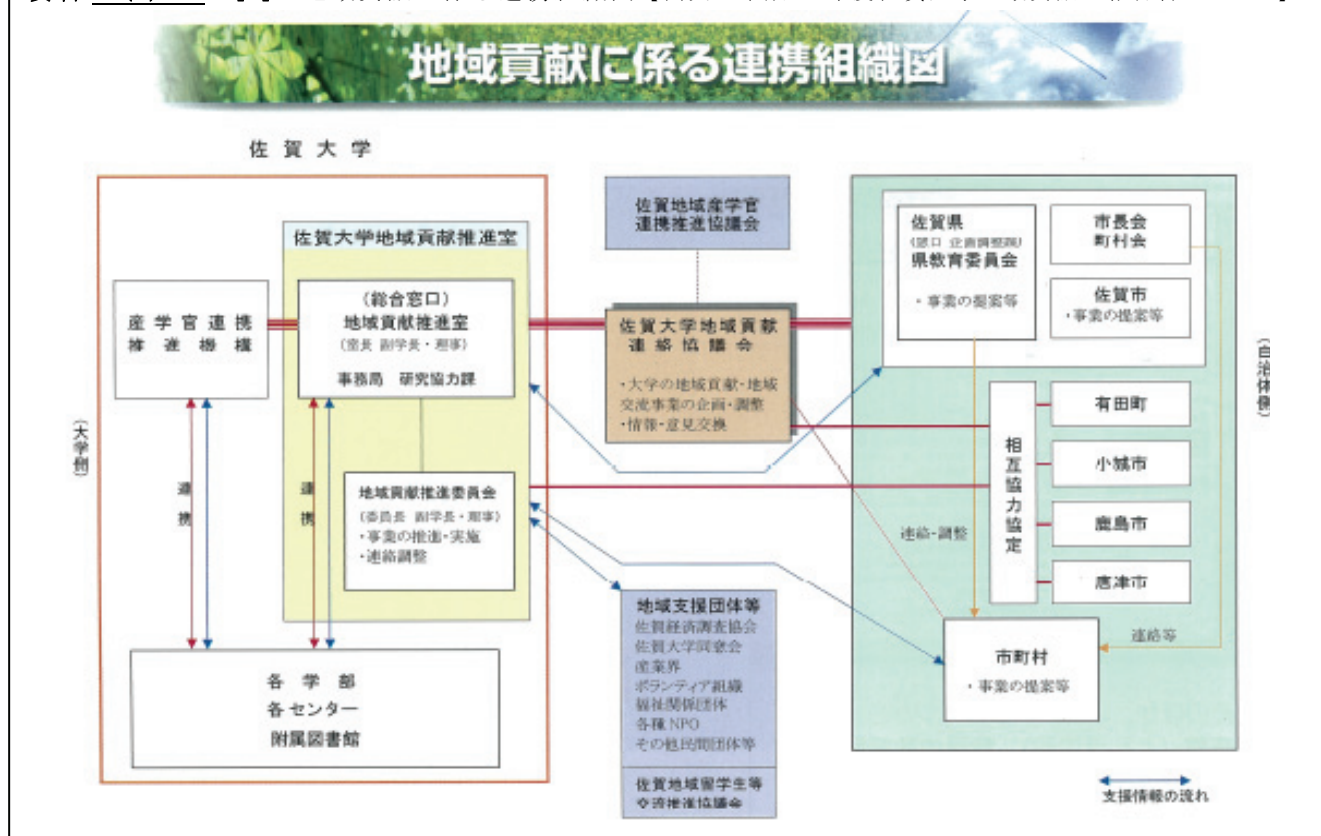 地域貢献に係る連携組織図
佐賀大学
(大学側)
産学官連携
推進機構
佐賀大学地域貢献推進室
(総合窓口)
地域貢献推進室
(室長 副学長・理事)
事務局 研究協力課
地域貢献推進委員会
(委員長 副学長・理事)
・事業の推進・実施
・連絡調整
連携
連携
各学部
各センター
附属図書館
佐賀地域産学官
連携推進協議会
佐賀大学地域貢献
連絡協議会
・大学の地域貢献・地域
交流事業の企画・調整
・情報・意見交換
地域支援団体等
佐賀経済調査協会
佐賀大学同窓会
産業界
ボランティア組織
福祉関係団体
各種NPO
その他民間団体等
佐賀地域留学生等
交流推進協議会
(自治体側)
佐賀県
(窓口 企画調整課)
県教育委員会
・事業の提案等
市長会
町村会
佐賀市
・事業の提案等
相互協力協定
有田町
小城市
鹿島市
唐津市
連絡・調整
連絡等
市町村
・事業の提案等
支援情報の流れ